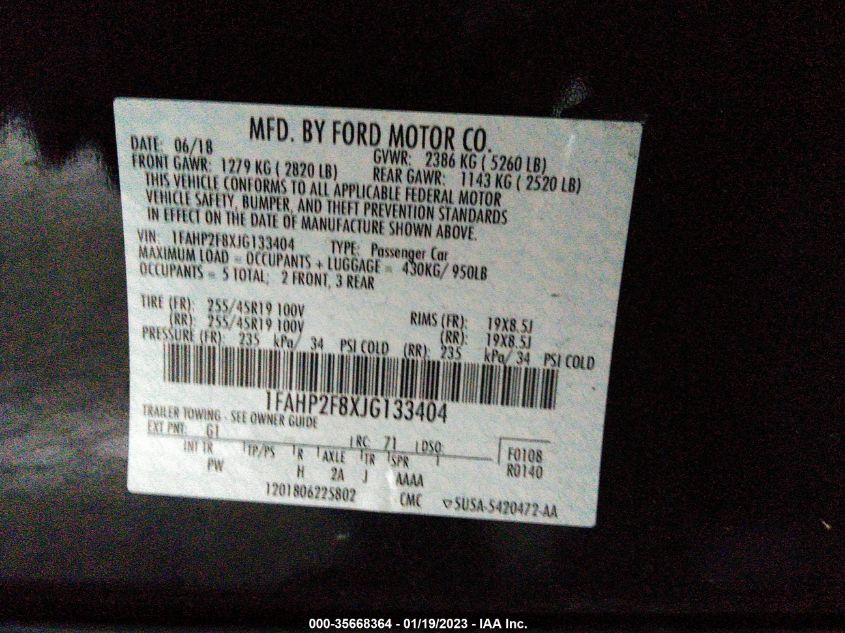 MFD. BY FORD MOTOR CO.
DATE: 06/18 GVWR: 2386 KG ( 5260 LB)
FRONT GAWR: 1279 KG ( 2820 LB) REAR GAWR: 1143 KG ( 2520 LB)
THIS VEHICLE CONFORMS TO ALL APPLICABLE FEDERAL MOTOR
VEHICLE SAFETY, BUMPER, AND THEFT PREVENTION STANDARDS
IN EFFECT ON THE DATE OF MANUFACTURE SHOWN ABOVE.
VIN: 1FAHP2F8XJG133404 TYPE: Passenger Car
MAXIMUM LOAD = OCCUPANTS + LUGGAGE = 430KG/ 950LB
OCCUPANTS = 5 TOTAL; 2 FRONT, 3 REAR
TIRE (FR): 255/45R19 100V RIMS (FR): 19X8.5J
(RR): 255/45R19 100V (RR): 19X8.5J
PRESSURE (FR): 235 kPa/ 34 PSI COLD (RR): 235 kPa/ 34 PSI COLD
1FAHP2F8XJG133404
TRAILER TOWING - SEE OWNER GUIDE
EXT PNT: G1 RC: 71 DSO: F0108
INT TR TP/PS R AXLE TR SPR R0140
PW H 2A J AAAA
1201806225802 CMC ▽5USA-5420472-AA
000-35668364 - 01/19/2023 - IAA Inc.